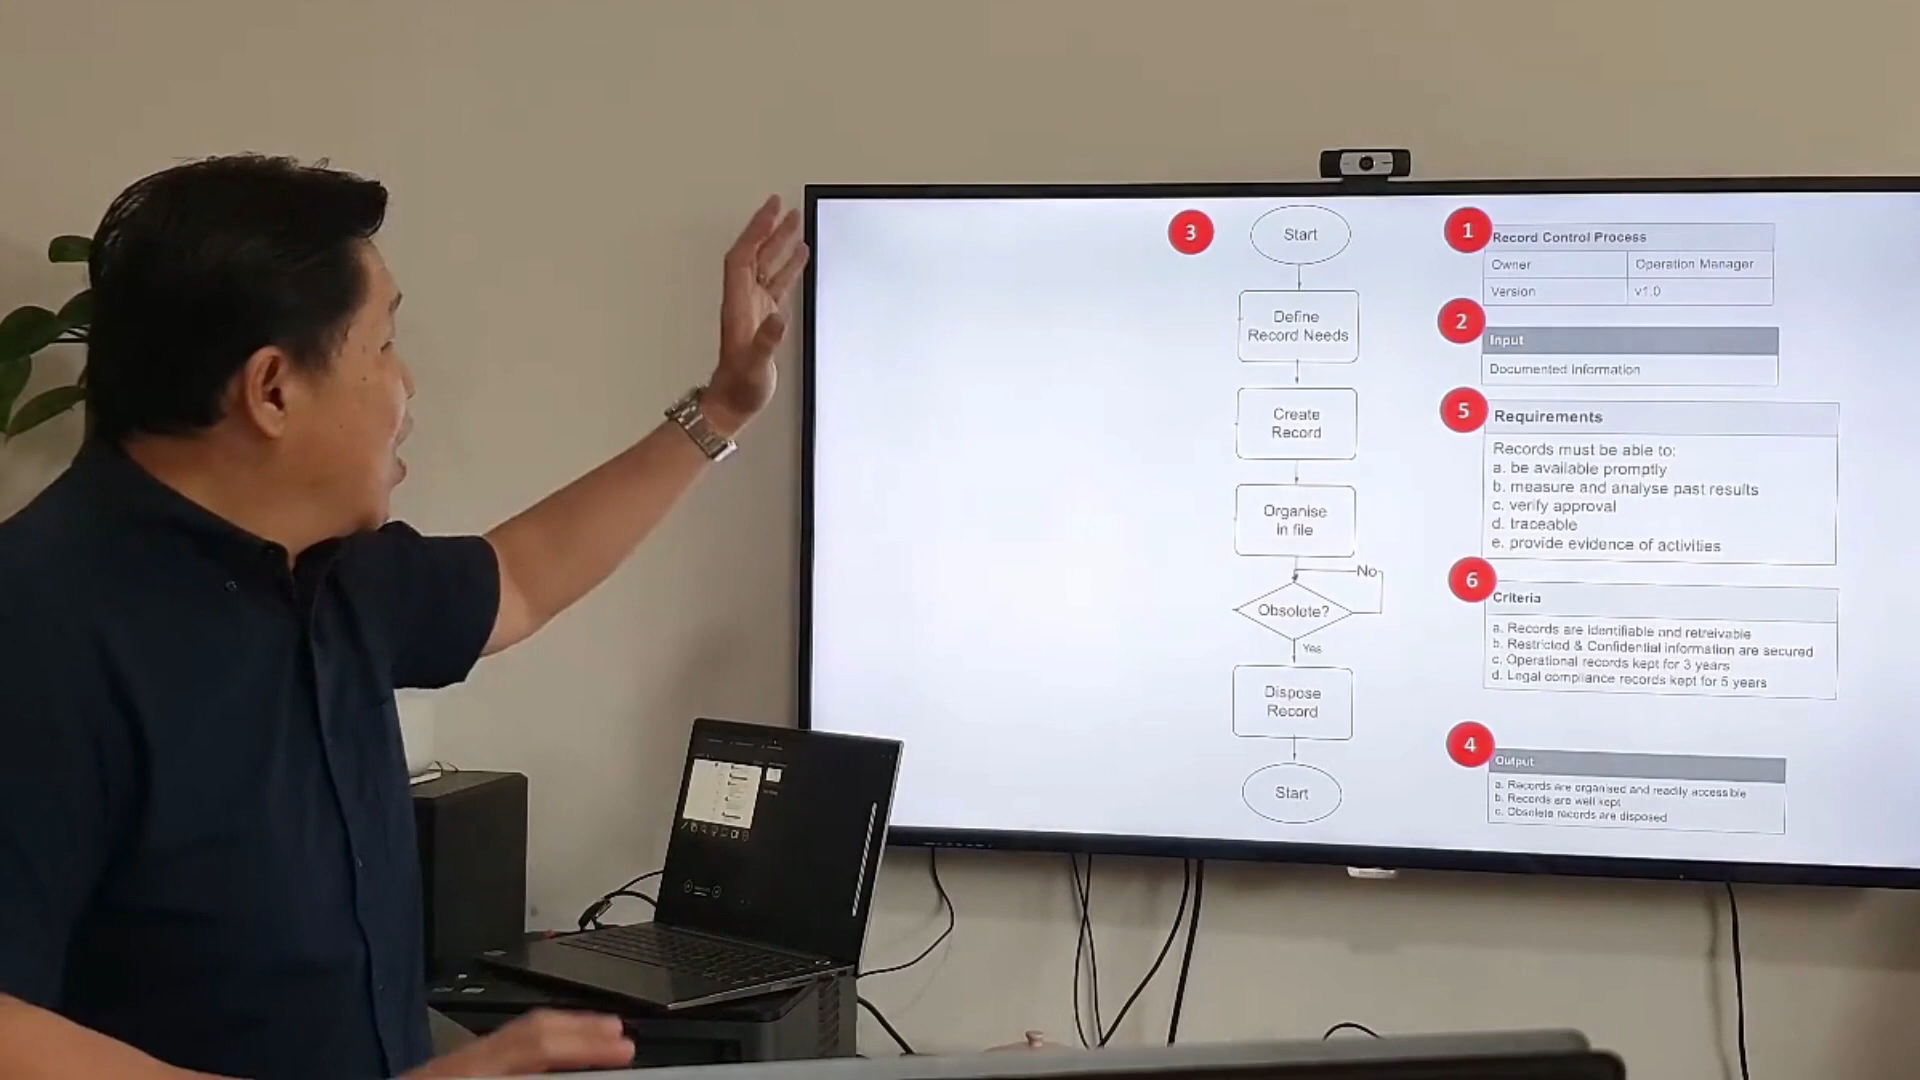 3
Start
Define
Record Needs
Create
Record
Organise
in file
No
Obsolete?
Yes
Dispose
Record
Start
1
Record Control Process
Owner
Operation Manager
Version
v1.0
2
Input
Documented Information
5
Requirements
Records must be able to:
a. be available promptly
b. measure and analyse past results
c. verify approval
d. traceable
e. provide evidence of activities
6
Criteria
a. Records are identifiable and retreivable
b. Restricted & Confidential information are secured
c. Operational records kept for 3 years
d. Legal compliance records kept for 5 years
4
Output
a. Records are organised and readily accessible
b. Records are well kept
c. Obsolete records are disposed